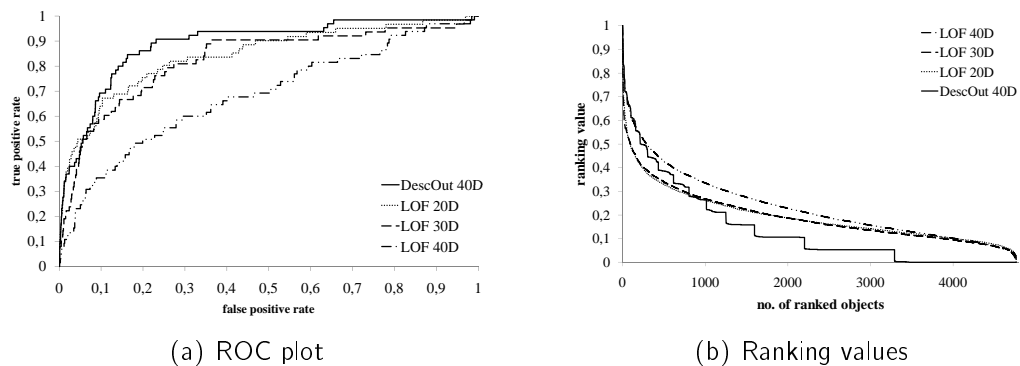 true positive rate
1
0,9
0,8
0,7
0,6
0,5
0,4
0,3
0,2
0,1
0
DescOut 40D
LOF 20D
LOF 30D
LOF 40D
0 0,1 0,2 0,3 0,4 0,5 0,6 0,7 0,8 0,9 1
false positive rate
(a) ROC plot
ranking value
1
0,9
0,8
0,7
0,6
0,5
0,4
0,3
0,2
0,1
0
LOF 40D
LOF 30D
LOF 20D
DescOut 40D
0 1000 2000 3000 4000
no. of ranked objects
(b) Ranking values